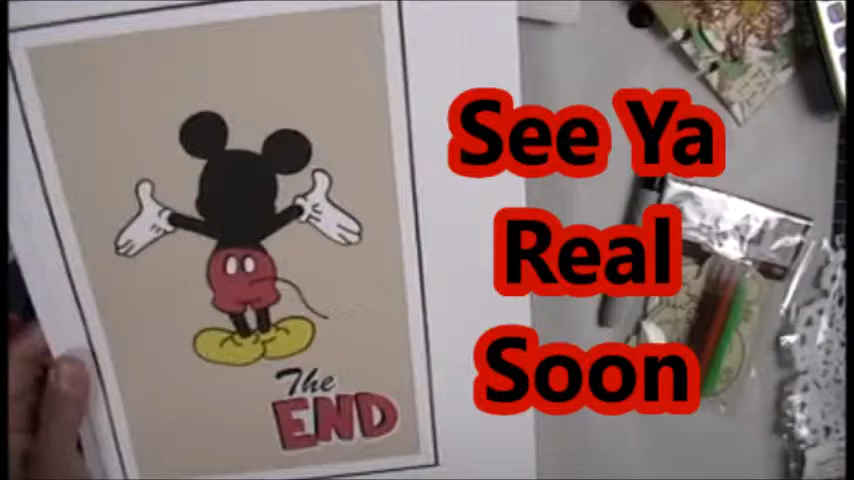 The
END
See Ya
Real
Soon